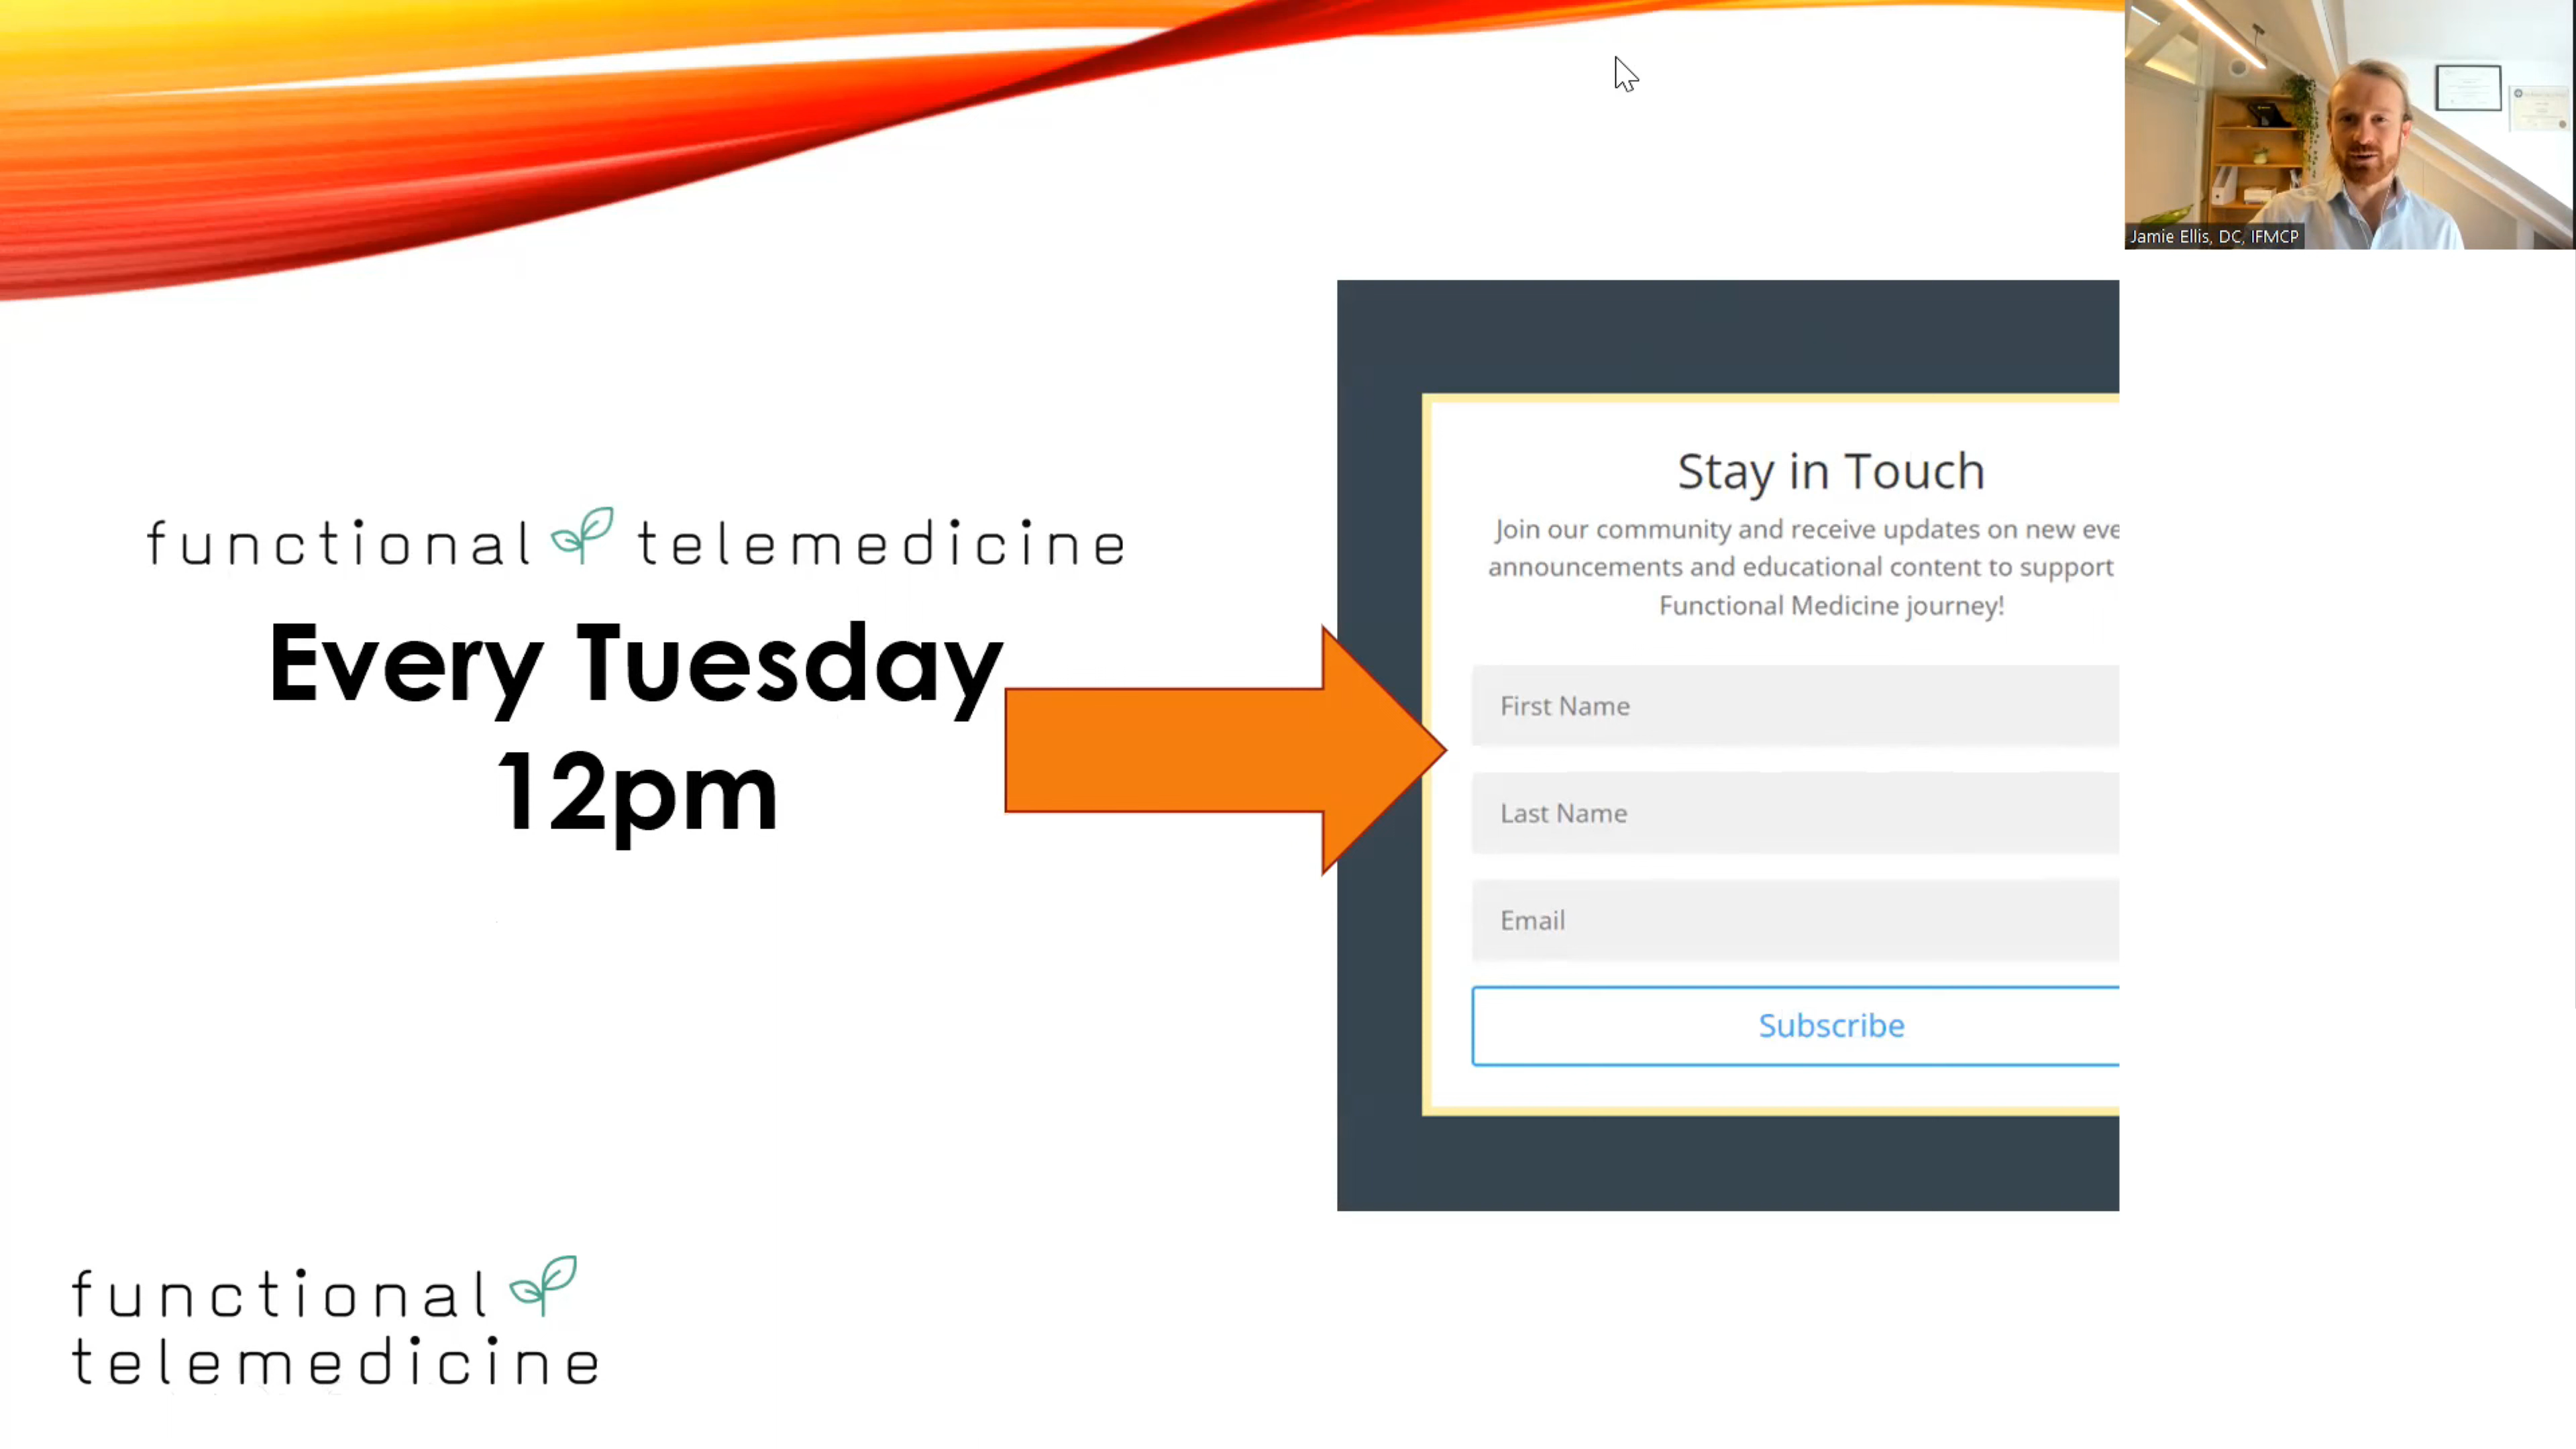 Jamie Ellis, DC, IFMCP
functional telemedicine
Every Tuesday
12pm
Stay in Touch
Join our community and receive updates on new eve
announcements and educational content to support
Functional Medicine journey!
First Name
Last Name
Email
Subscribe
functional
telemedicine